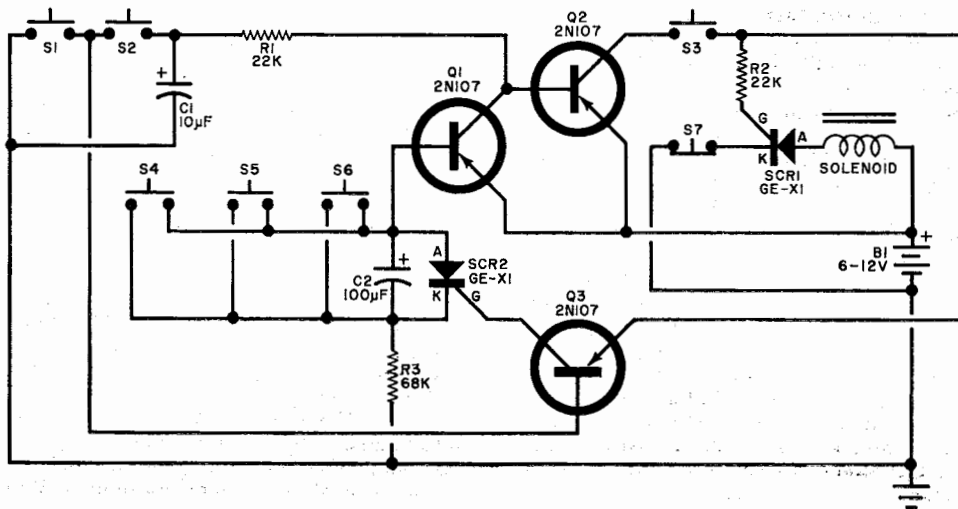 S1
S2
+
C1
10µF
R1
22K
Q1
2N107
Q2
2N107
S3
R2
22K
G
A
K
S7
SCR1
GE-X1
SOLENOID
S4
S5
S6
+
C2
100µF
A
K
G
SCR2
GE-X1
Q3
2N107
+
B1
6-12V
R3
68K